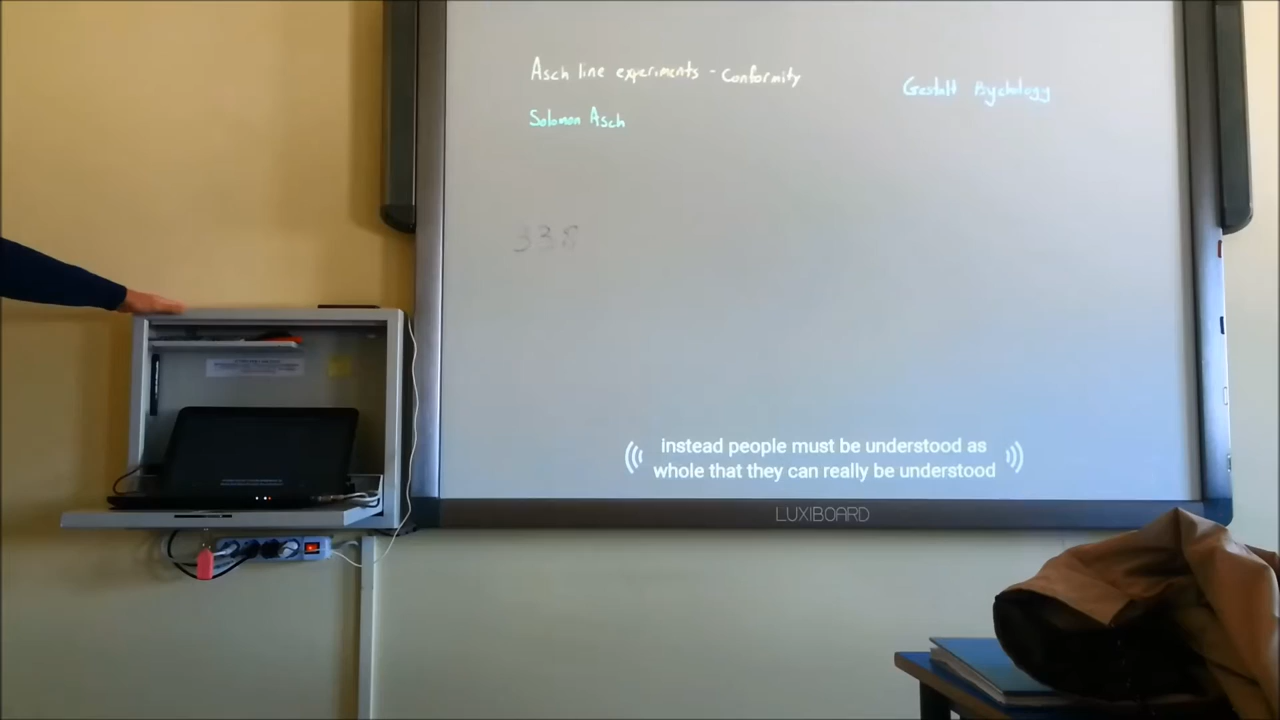 Asch line experiments - Conformity
Gestalt Psychology
Solomon Asch
338
instead people must be understood as
whole that they can really be understood
LUXIBOARD